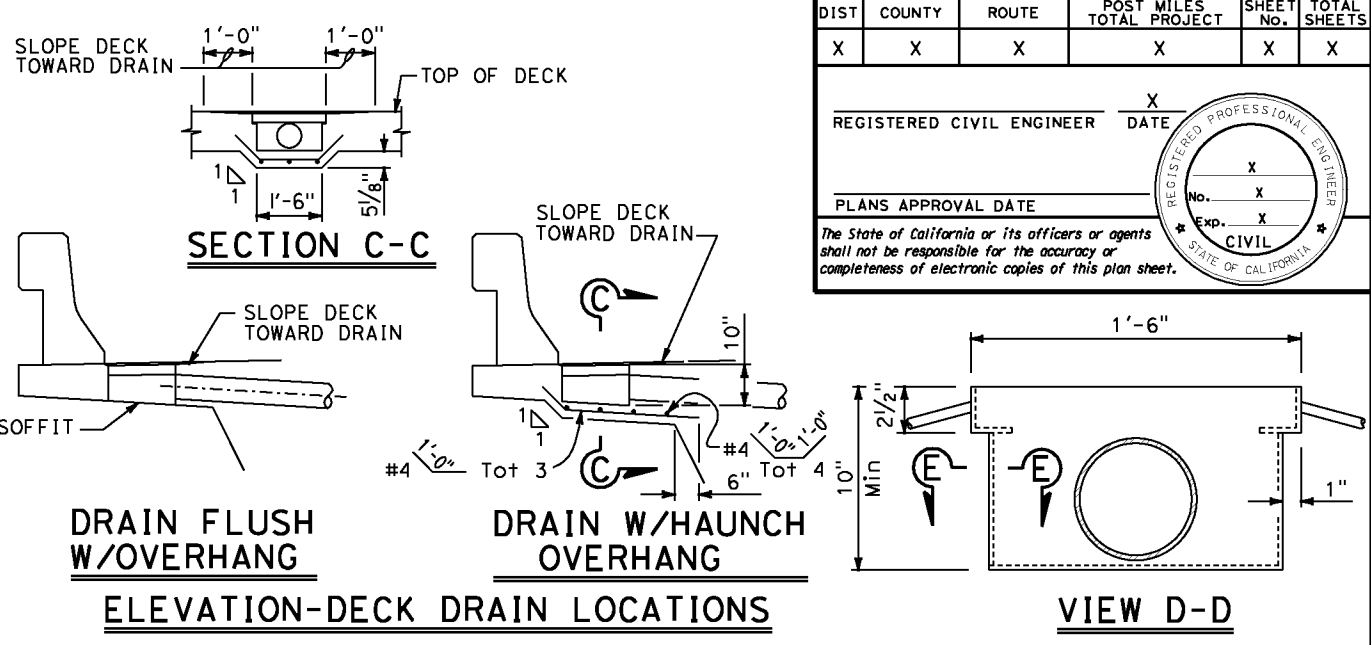 SLOPE DECK
TOWARD DRAIN
1'-0"
1'-0"
TOP OF DECK
1
1
1'-6"
5 1/8"
SECTION C-C
DIST
COUNTY
ROUTE
POST MILES
TOTAL PROJECT
SHEET
No.
TOTAL
SHEETS
X
X
X
X
X
X
X
REGISTERED CIVIL ENGINEER
DATE
PLANS APPROVAL DATE
REGISTERED PROFESSIONAL ENGINEER
X
No. X
Exp. X
CIVIL
STATE OF CALIFORNIA
The State of California or its officers or agents
shall not be responsible for the accuracy or
completeness of electronic copies of this plan sheet.
SLOPE DECK
TOWARD DRAIN
SOFFIT
DRAIN FLUSH
W/OVERHANG
SLOPE DECK
TOWARD DRAIN
C
10"
1
1
#4
1'-0"
Tot 3
C
#4
1'-0"
1'-0"
Tot 4
6"
DRAIN W/HAUNCH
OVERHANG
ELEVATION-DECK DRAIN LOCATIONS
1'-6"
2 1/2"
10"
Min
E
E
1"
VIEW D-D